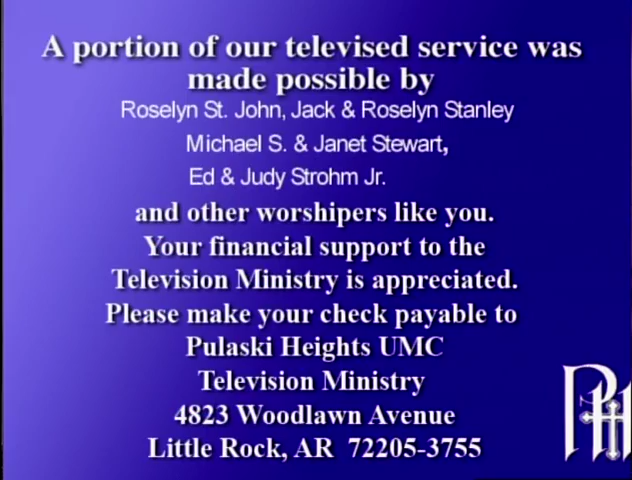 A portion of our televised service was
made possible by
Roselyn St. John, Jack & Roselyn Stanley
Michael S. & Janet Stewart,
Ed & Judy Strohm Jr.
and other worshipers like you.
Your financial support to the
Television Ministry is appreciated.
Please make your check payable to
Pulaski Heights UMC
Television Ministry
4823 Woodlawn Avenue
Little Rock, AR  72205-3755
PH